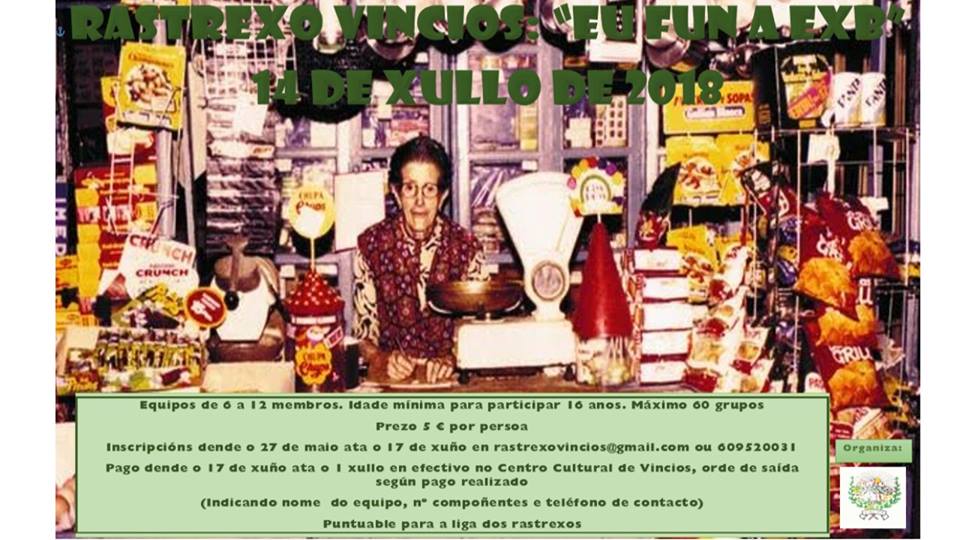 RASTREXO VINCIOS: "EU FUN A EXB"
14 DE XULLO DE 2018
SOPAS
FANTA
FANTA
CHUPA
Chups
CRUNCH
CRUNCH
CHUPA
Chups
GRILL
Equipos de 6 a 12 membros. Idade mínima para participar 16 anos. Máximo 60 grupos
Prezo 5 € por persoa
Inscripcións dende o 27 de maio ata o 17 de xuño en rastrexovincios@gmail.com ou 609520031
Pago dende o 17 de xuño ata o 1 xullo en efectivo no Centro Cultural de Vincios, orde de saída
según pago realizado
(Indicando nome do equipo, nº compoñentes e teléfono de contacto)
Puntuable para a liga dos rastrexos
Organiza: